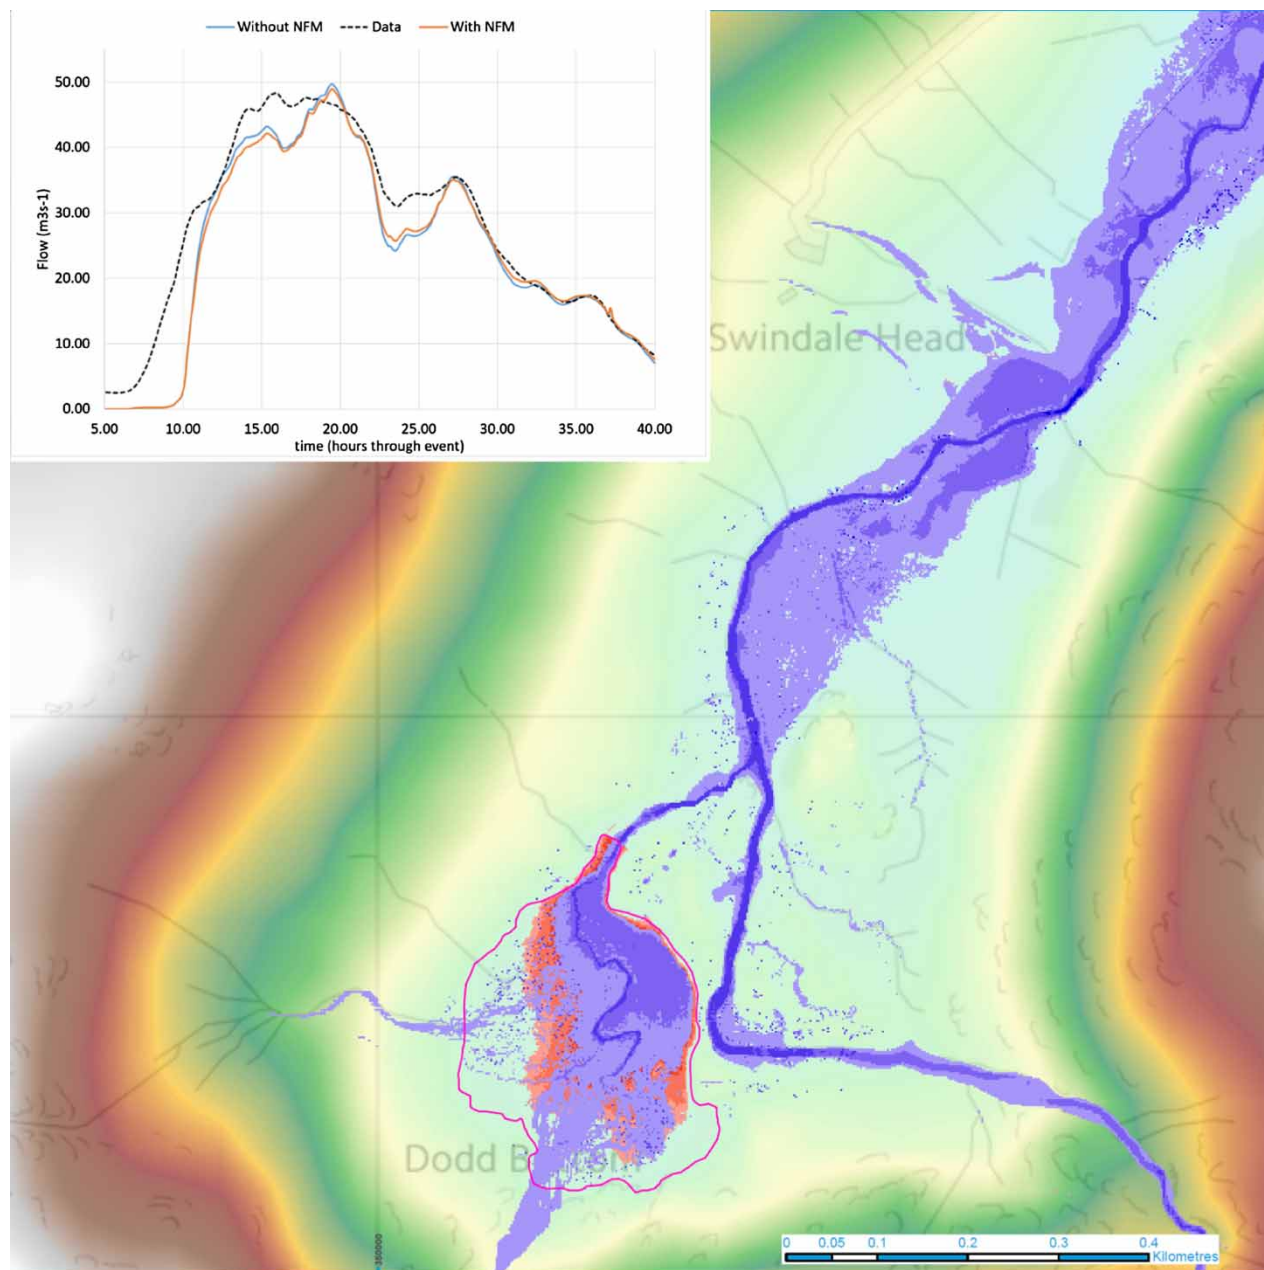 Without NFM Data With NFM
50.00
40.00
30.00
20.00
10.00
0.00
Flow (m3s-1)
5.00 10.00 15.00 20.00 25.00 30.00 35.00 40.00
time (hours through event)
Swindale Head
Dodd
350000
0 0.05 0.1 0.2 0.3 0.4
Kilometres